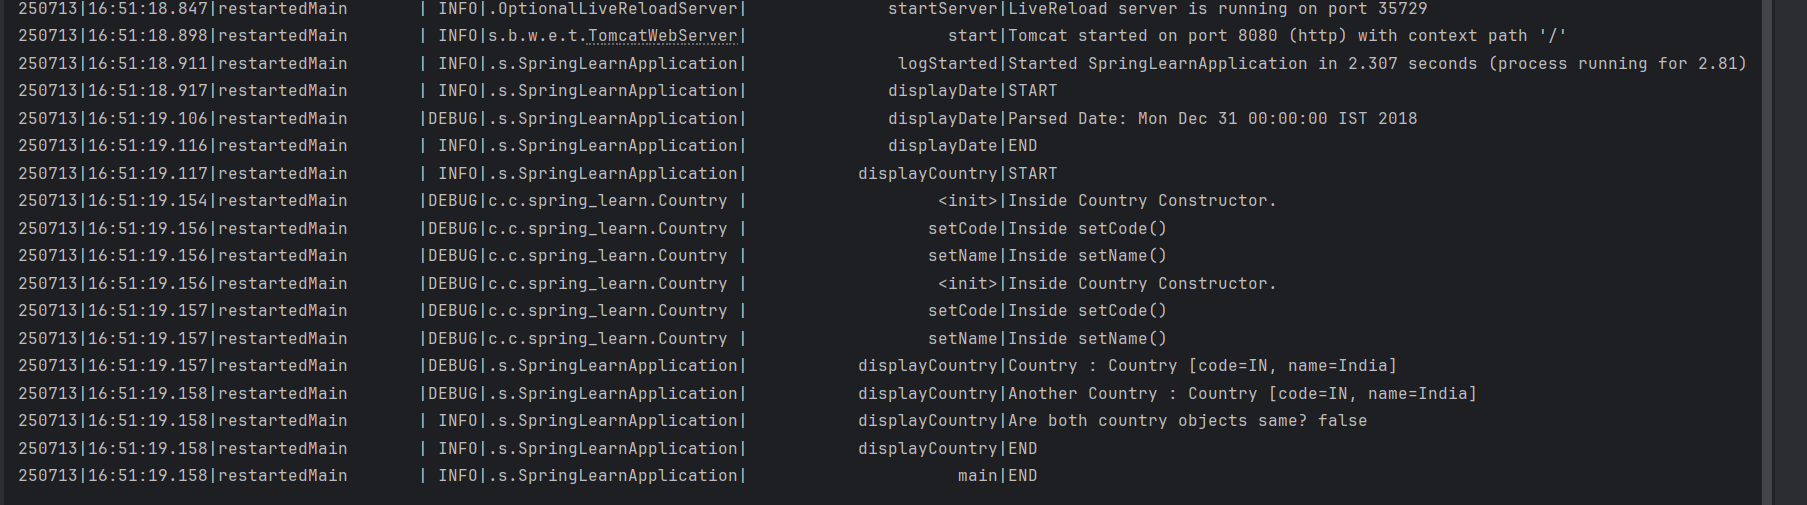 250713|16:51:18.847|restartedMain       | INFO|.OptionalLiveReloadServer|              startServer|LiveReload server is running on port 35729
250713|16:51:18.898|restartedMain       | INFO|s.b.w.e.t.TomcatWebServer|                    start|Tomcat started on port 8080 (http) with context path '/'
250713|16:51:18.911|restartedMain       | INFO|.s.SpringLearnApplication|               logStarted|Started SpringLearnApplication in 2.307 seconds (process running for 2.81)
250713|16:51:18.917|restartedMain       | INFO|.s.SpringLearnApplication|              displayDate|START
250713|16:51:19.106|restartedMain       |DEBUG|.s.SpringLearnApplication|              displayDate|Parsed Date: Mon Dec 31 00:00:00 IST 2018
250713|16:51:19.116|restartedMain       | INFO|.s.SpringLearnApplication|              displayDate|END
250713|16:51:19.117|restartedMain       | INFO|.s.SpringLearnApplication|           displayCountry|START
250713|16:51:19.154|restartedMain       |DEBUG|c.c.spring_learn.Country |                   <init>|Inside Country Constructor.
250713|16:51:19.156|restartedMain       |DEBUG|c.c.spring_learn.Country |                  setCode|Inside setCode()
250713|16:51:19.156|restartedMain       |DEBUG|c.c.spring_learn.Country |                  setName|Inside setName()
250713|16:51:19.156|restartedMain       |DEBUG|c.c.spring_learn.Country |                   <init>|Inside Country Constructor.
250713|16:51:19.157|restartedMain       |DEBUG|c.c.spring_learn.Country |                  setCode|Inside setCode()
250713|16:51:19.157|restartedMain       |DEBUG|c.c.spring_learn.Country |                  setName|Inside setName()
250713|16:51:19.157|restartedMain       |DEBUG|.s.SpringLearnApplication|           displayCountry|Country : Country [code=IN, name=India]
250713|16:51:19.158|restartedMain       |DEBUG|.s.SpringLearnApplication|           displayCountry|Another Country : Country [code=IN, name=India]
250713|16:51:19.158|restartedMain       | INFO|.s.SpringLearnApplication|           displayCountry|Are both country objects same? false
250713|16:51:19.158|restartedMain       | INFO|.s.SpringLearnApplication|           displayCountry|END
250713|16:51:19.158|restartedMain       | INFO|.s.SpringLearnApplication|                     main|END